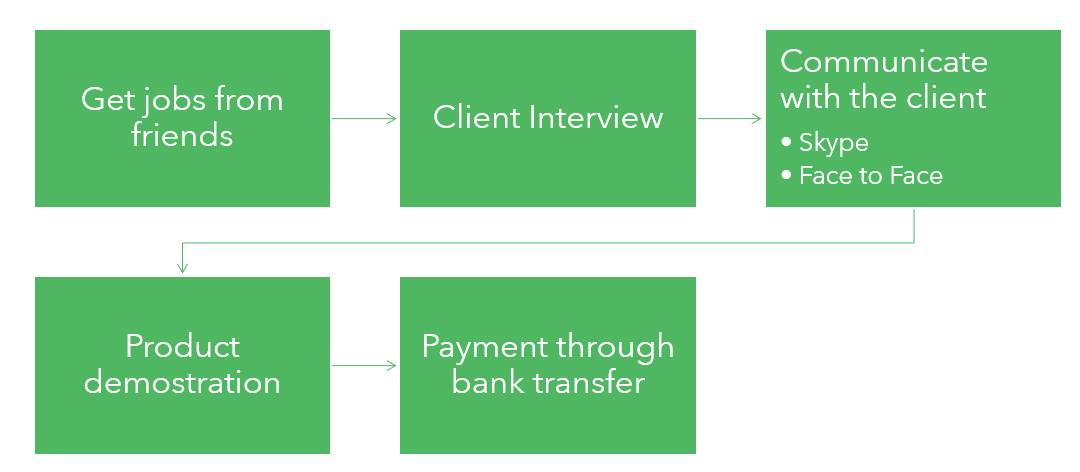 Get jobs from
friends
Client Interview
Communicate
with the client
• Skype
• Face to Face
Product
demostration
Payment through
bank transfer